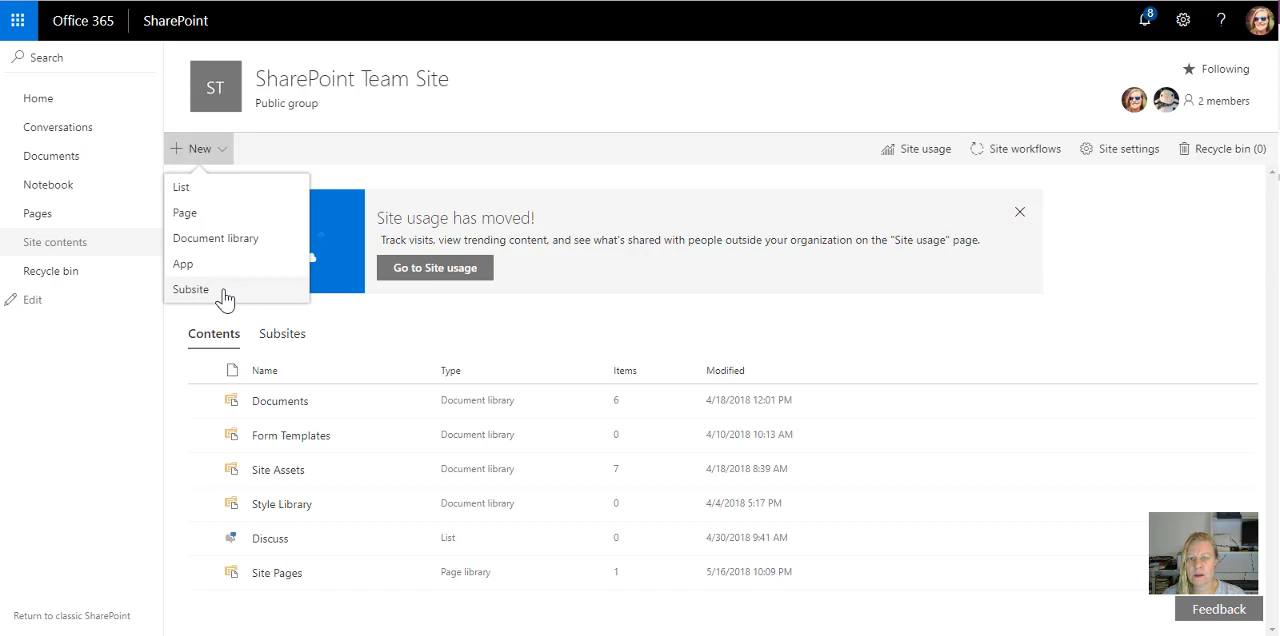 Office 365 SharePoint 8 ?
Search
Home
Conversations
Documents
Notebook
Pages
Site contents
Recycle bin
Edit
Return to classic SharePoint
ST
SharePoint Team Site
Public group
Following
2 members
New
Site usage Site workflows Site settings Recycle bin (0)
List
Page
Document library
App
Subsite
Site usage has moved!
Track visits, view trending content, and see what's shared with people outside your organization on the "Site usage" page.
Go to Site usage
Contents Subsites
Name Type Items Modified
Documents Document library 6 4/18/2018 12:01 PM
Form Templates Document library 0 4/10/2018 10:13 AM
Site Assets Document library 7 4/18/2018 8:39 AM
Style Library Document library 0 4/4/2018 5:17 PM
Discuss List 0 4/30/2018 9:41 AM
Site Pages Page library 1 5/16/2018 10:09 PM
Feedback